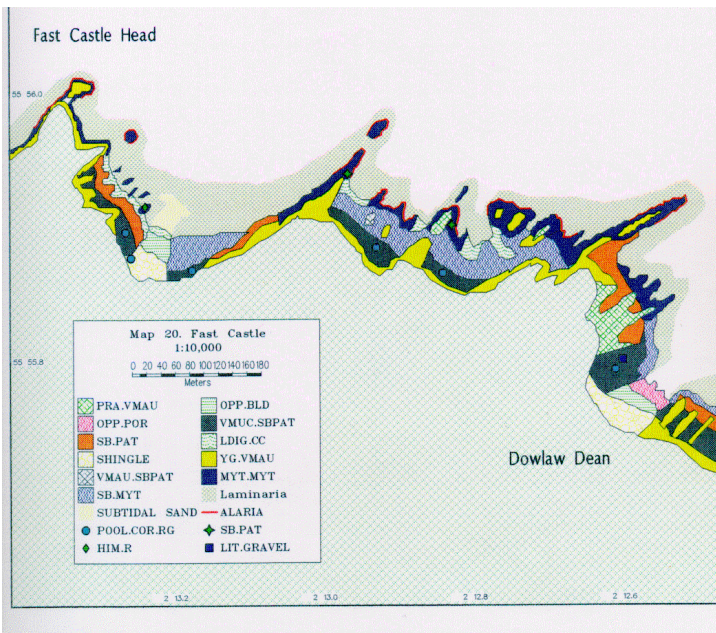 Fast Castle Head
55 56.0
Map 20. Fast Castle
1:10,000
0 20 40 60 80 100 120 140 160 180
Meters
55 55.8
PRA.VMAU
OPP.BLD
OPP.POR
VMUC.SBPAT
SB.PAT
LDIG.CC
SHINGLE
YG.VMAU
VMAU.SBPAT
MYT.MYT
SB.MYT
Laminaria
SUBTIDAL SAND
ALARIA
POOL.COR.RG
SB.PAT
HIM.R
LIT.GRAVEL
Dowlaw Dean
2 13.2
2 13.0
2 12.8
2 12.6